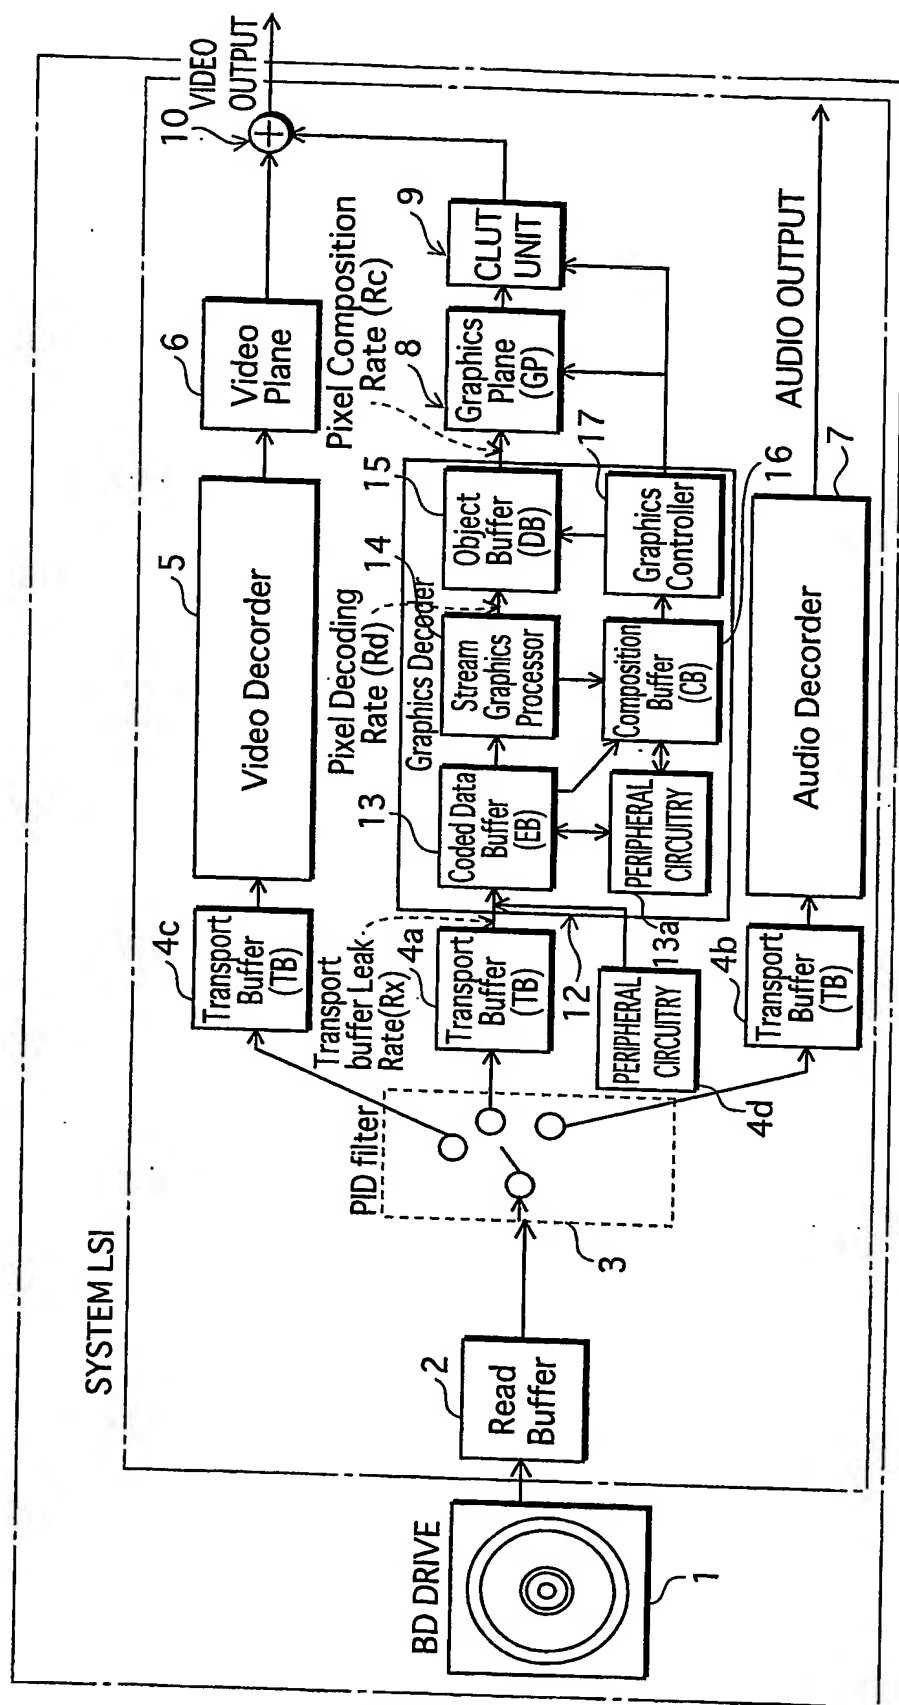 SYSTEM LSI
BD DRIVE
1
2
Read
Buffer
3
PID filter
4c
Transport
Buffer
(TB)
5
Video Decorder
6
Video
Plane
10
VIDEO
OUTPUT
Transport
buffer Leak
Rate(Rx)
4a
Transport
Buffer
(TB)
12
PERIPHERAL
CIRCUITRY
4d
13
Coded Data
Buffer
(EB)
PERIPHERAL
CIRCUITRY
13a
Graphics Decoder
Pixel Decoding
Rate (Rd)
14
Stream
Graphics
Processor
15
Object
Buffer
(DB)
Composition
Buffer
(CB)
16
17
Graphics
Controller
Pixel Composition
Rate (Rc)
8
Graphics
Plane
(GP)
9
CLUT
UNIT
4b
Transport
Buffer
(TB)
Audio Decorder
7
AUDIO OUTPUT